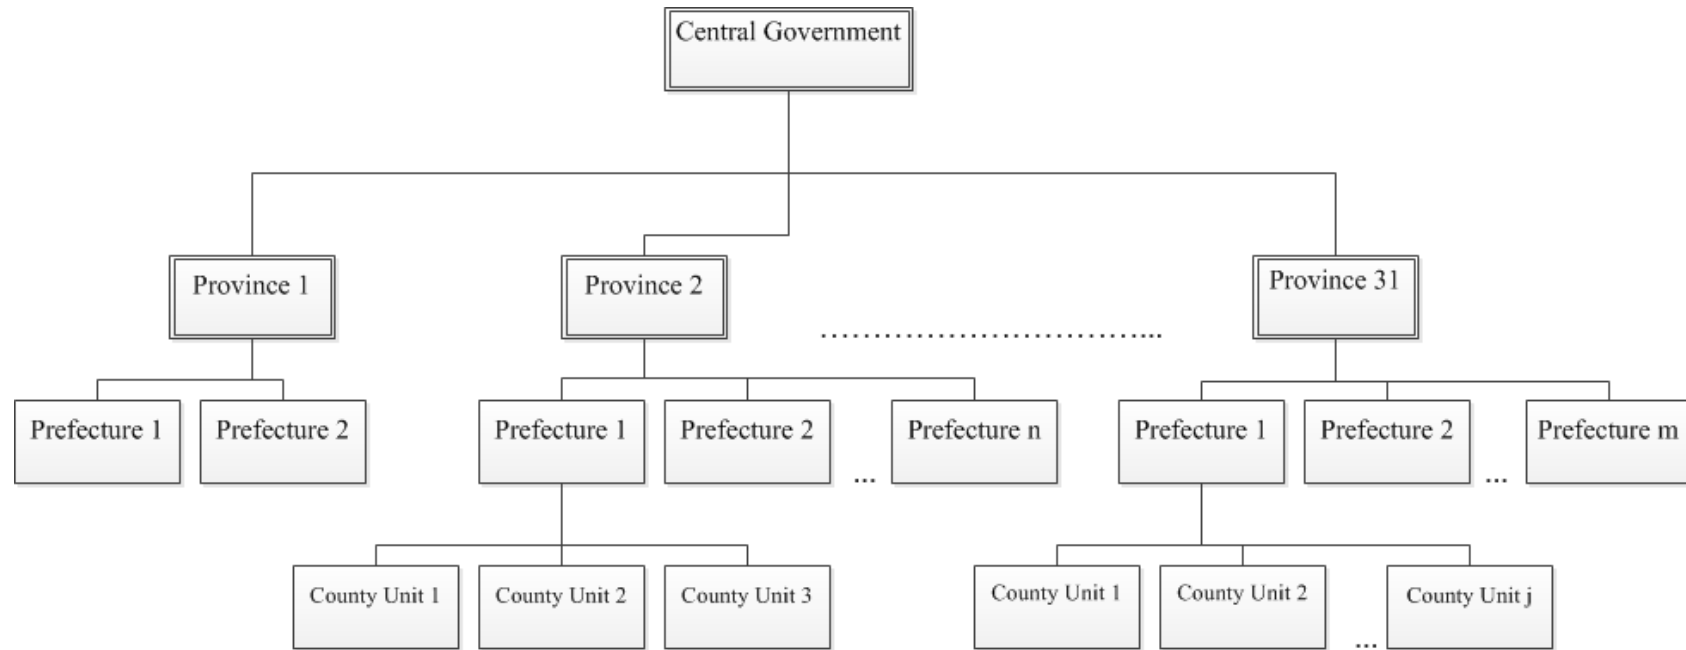 Central Government
Province 1
Province 2
Province 31
…………………………...
Prefecture 1
Prefecture 2
Prefecture 1
Prefecture 2
...
Prefecture n
Prefecture 1
Prefecture 2
...
Prefecture m
County Unit 1
County Unit 2
County Unit 3
County Unit 1
County Unit 2
...
County Unit j